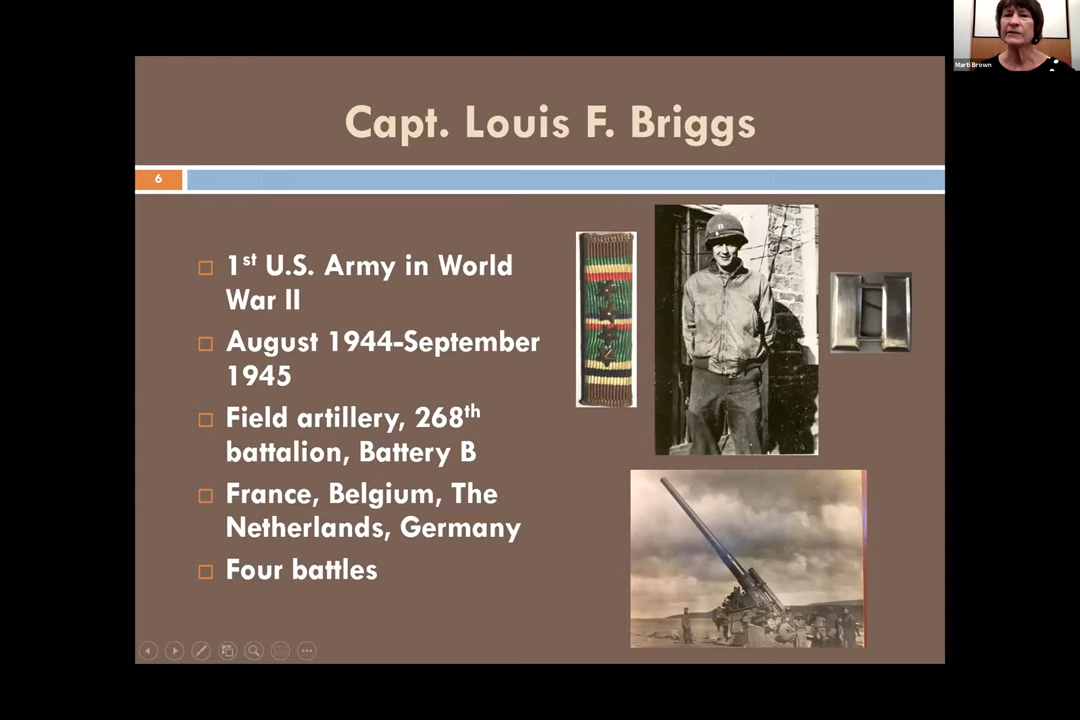 Marti Brown
Capt. Louis F. Briggs
6
1st U.S. Army in World
War II
August 1944-September
1945
Field artillery, 268th
battalion, Battery B
France, Belgium, The
Netherlands, Germany
Four battles